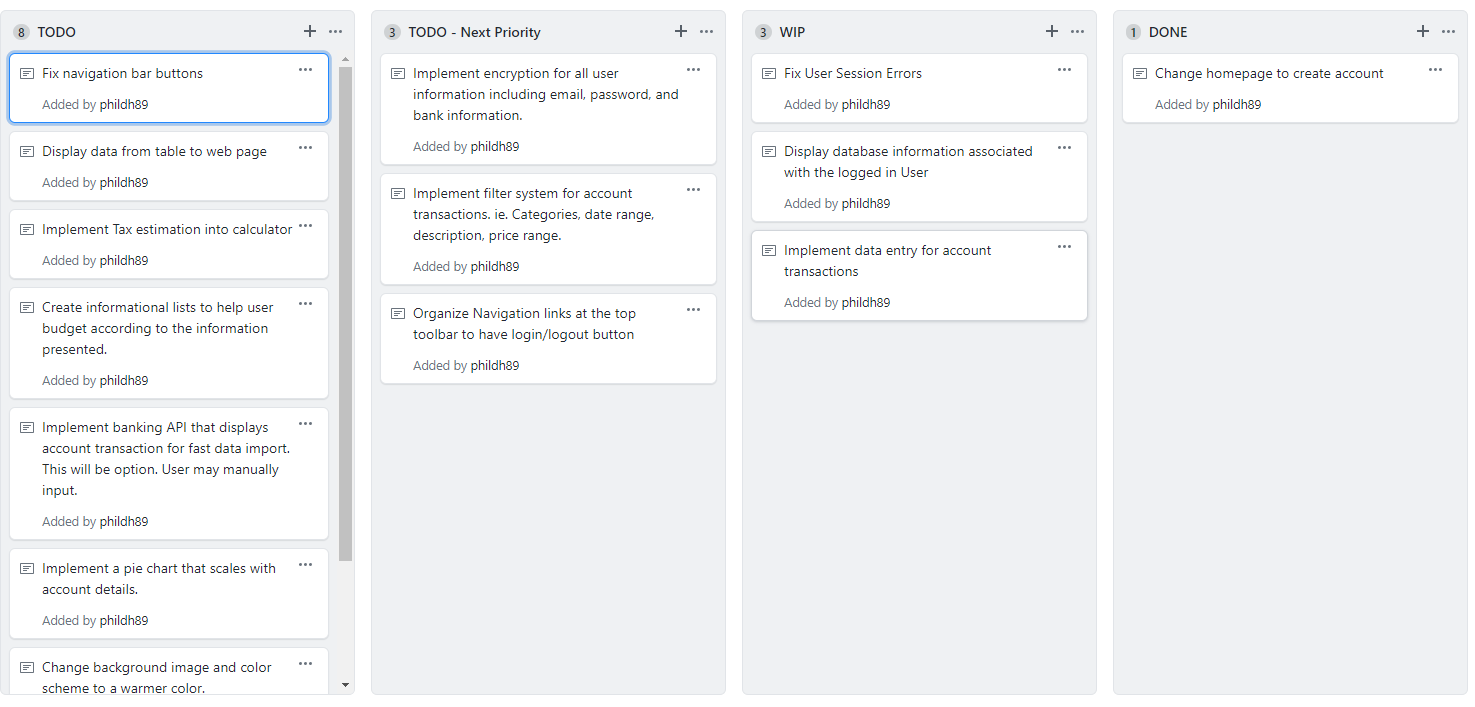 8 TODO
Fix navigation bar buttons
Added by phildh89
Display data from table to web page
Added by phildh89
Implement Tax estimation into calculator
Added by phildh89
Create informational lists to help user
budget according to the information
presented.
Added by phildh89
Implement banking API that displays
account transaction for fast data import.
This will be option. User may manually
input.
Added by phildh89
Implement a pie chart that scales with
account details.
Added by phildh89
Change background image and color
scheme to a warmer color.
3 TODO - Next Priority
Implement encryption for all user
information including email, password, and
bank information.
Added by phildh89
Implement filter system for account
transactions. ie. Categories, date range,
description, price range.
Added by phildh89
Organize Navigation links at the top
toolbar to have login/logout button
Added by phildh89
3 WIP
Fix User Session Errors
Added by phildh89
Display database information associated
with the logged in User
Added by phildh89
Implement data entry for account
transactions
Added by phildh89
1 DONE
Change homepage to create account
Added by phildh89